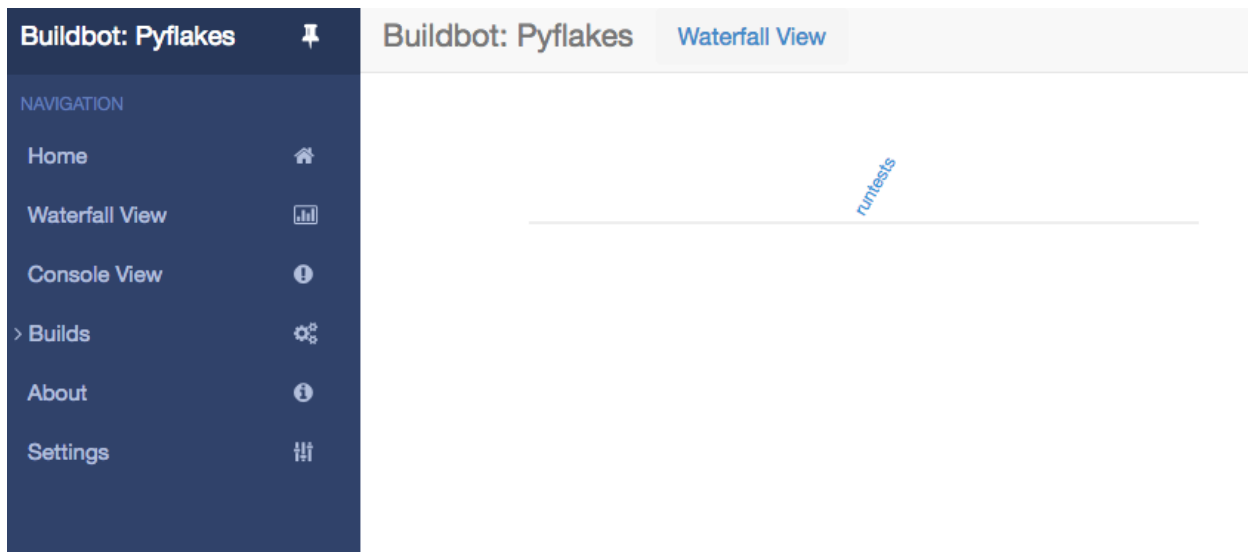 Buildbot: Pyflakes
NAVIGATION
Home
Waterfall View
Console View
Builds
About
Settings
Buildbot: Pyflakes
Waterfall View
runtests